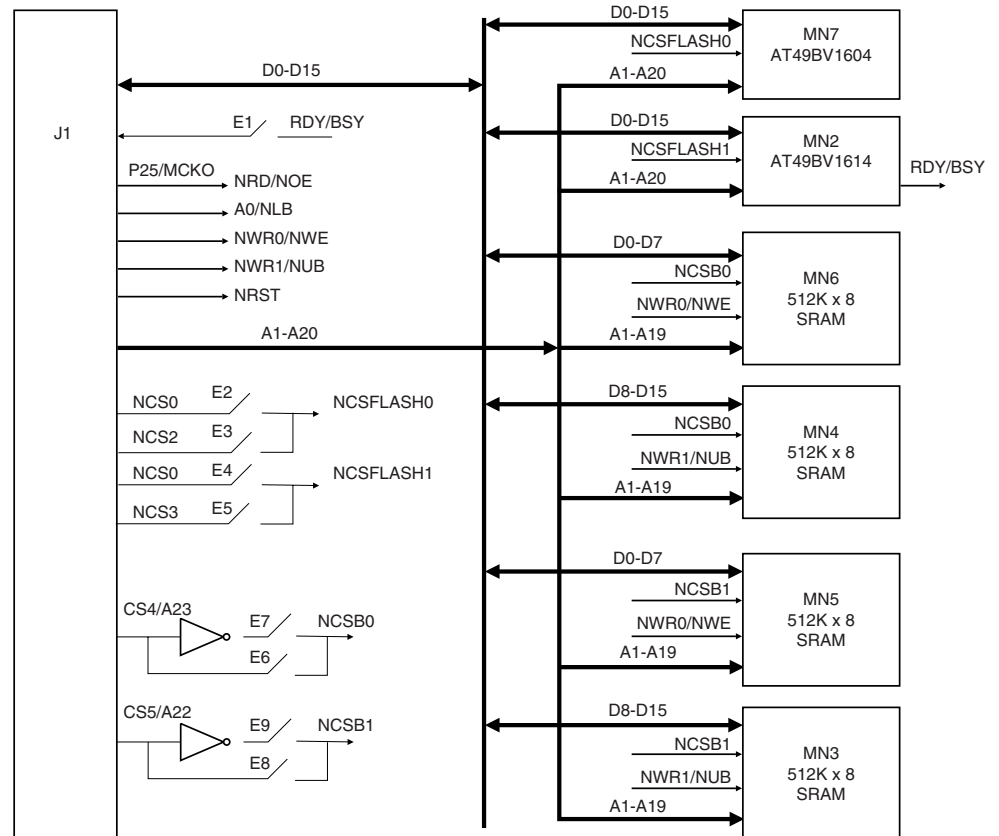 J1
D0-D15
E1
RDY/BSY
P25/MCKO
NRD/NOE
A0/NLB
NWR0/NWE
NWR1/NUB
NRST
A1-A20
NCS0
E2
NCSFLASH0
NCS2
E3
NCS0
E4
NCSFLASH1
NCS3
E5
CS4/A23
E7
NCSB0
E6
CS5/A22
E9
NCSB1
E8
D0-D15
NCSFLASH0
A1-A20
MN7
AT49BV1604
D0-D15
NCSFLASH1
A1-A20
MN2
AT49BV1614
RDY/BSY
D0-D7
NCSB0
NWR0/NWE
A1-A19
MN6
512K x 8
SRAM
D8-D15
NCSB0
NWR1/NUB
A1-A19
MN4
512K x 8
SRAM
D0-D7
NCSB1
NWR0/NWE
A1-A19
MN5
512K x 8
SRAM
D8-D15
NCSB1
NWR1/NUB
A1-A19
MN3
512K x 8
SRAM